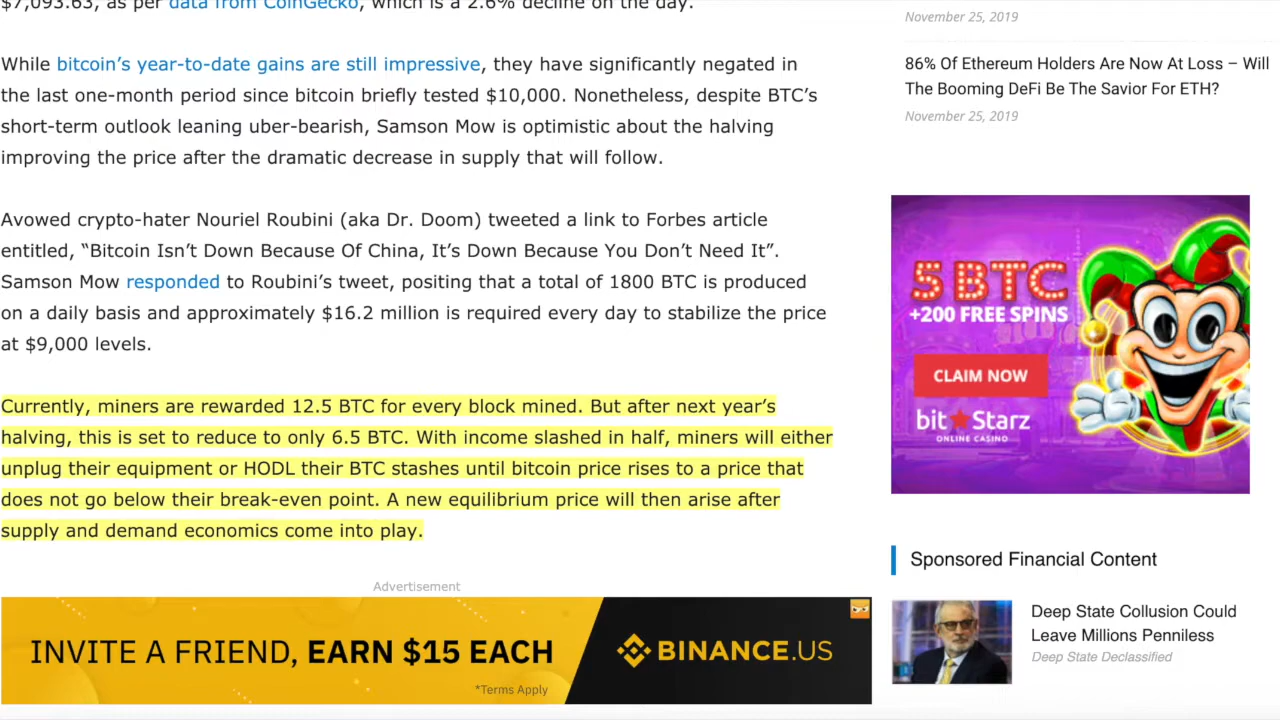 $7,093.63, as per data from CoinGecko, which is a 2.6% decline on the day.
While bitcoin’s year-to-date gains are still impressive, they have significantly negated in
the last one-month period since bitcoin briefly tested $10,000. Nonetheless, despite BTC’s
short-term outlook leaning uber-bearish, Samson Mow is optimistic about the halving
improving the price after the dramatic decrease in supply that will follow.
Avowed crypto-hater Nouriel Roubini (aka Dr. Doom) tweeted a link to Forbes article
entitled, “Bitcoin Isn’t Down Because Of China, It’s Down Because You Don’t Need It”.
Samson Mow responded to Roubini’s tweet, positing that a total of 1800 BTC is produced
on a daily basis and approximately $16.2 million is required every day to stabilize the price
at $9,000 levels.
Currently, miners are rewarded 12.5 BTC for every block mined. But after next year’s
halving, this is set to reduce to only 6.5 BTC. With income slashed in half, miners will either
unplug their equipment or HODL their BTC stashes until bitcoin price rises to a price that
does not go below their break-even point. A new equilibrium price will then arise after
supply and demand economics come into play.
Advertisement
INVITE A FRIEND, EARN $15 EACH
*Terms Apply
BINANCE.US
November 25, 2019
86% Of Ethereum Holders Are Now At Loss – Will
The Booming DeFi Be The Savior For ETH?
November 25, 2019
5 BTC
+200 FREE SPINS
CLAIM NOW
bit Starz
ONLINE CASINO
Sponsored Financial Content
Deep State Collusion Could
Leave Millions Penniless
Deep State Declassified